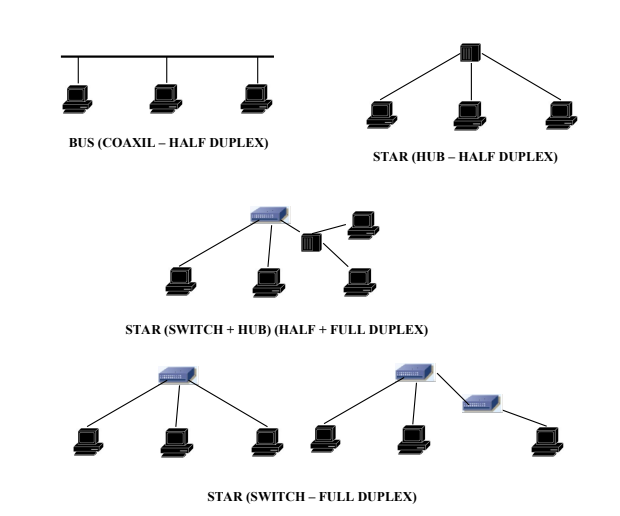 BUS (COAXIL – HALF DUPLEX)
STAR (HUB – HALF DUPLEX)
STAR (SWITCH + HUB) (HALF + FULL DUPLEX)
STAR (SWITCH – FULL DUPLEX)